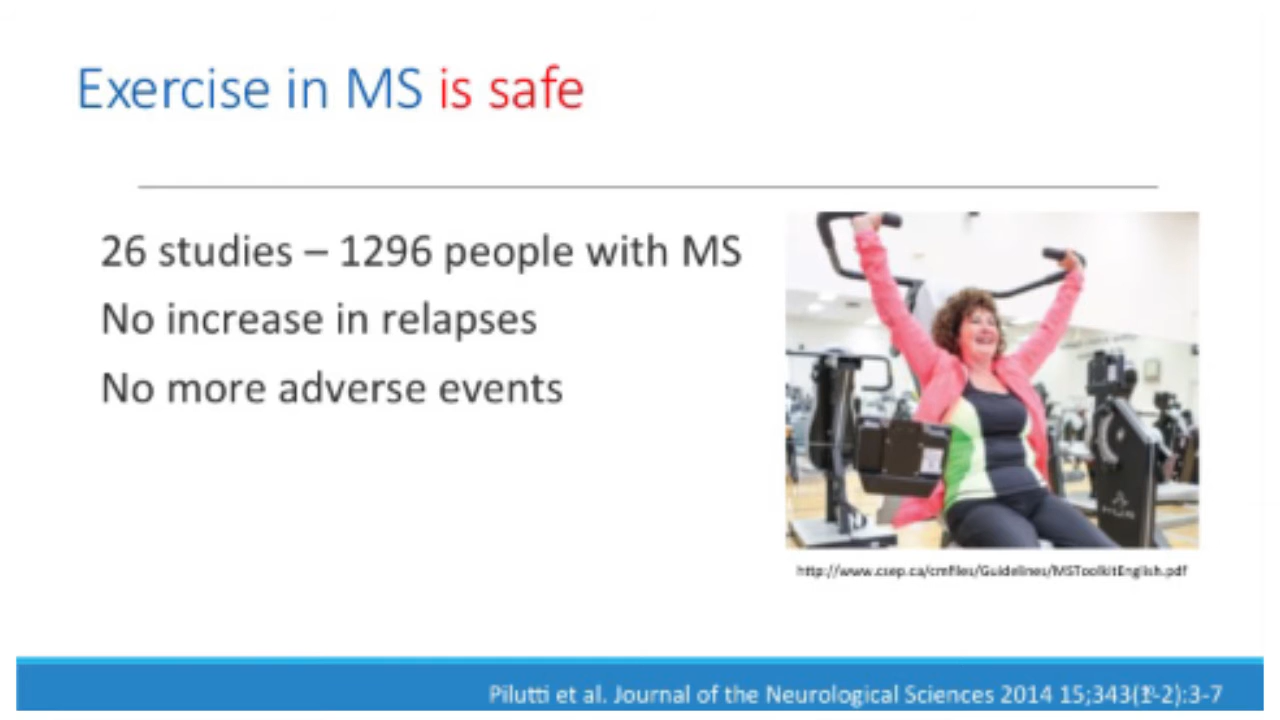 Exercise in MS is safe
26 studies – 1296 people with MS
No increase in relapses
No more adverse events
http://www.csep.ca/cmfiles/Guidelines/MSToolkitEnglish.pdf
Pilutti et al. Journal of the Neurological Sciences 2014 15;343(1-2):3-7